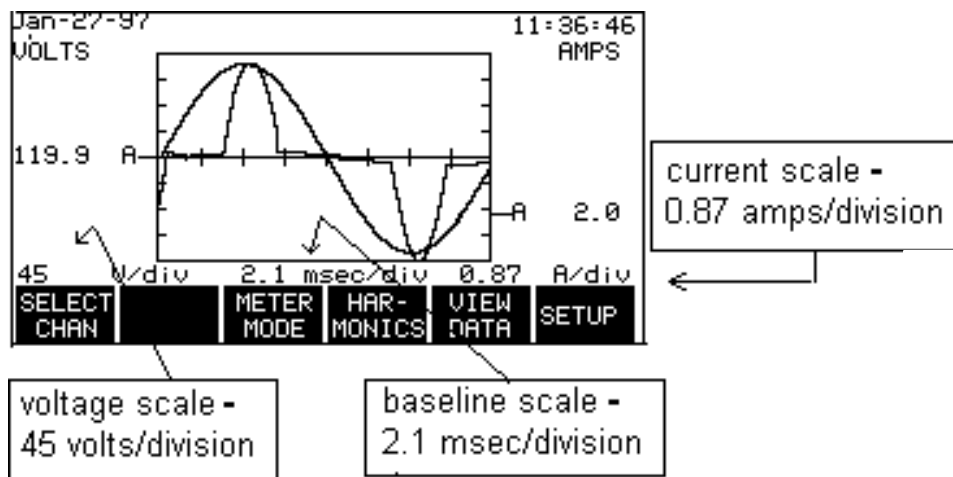 Jan-27-97 11:36:46
VOLTS AMPS
119.9 A
A 2.0
45 V/div 2.1 msec/div 0.87 A/div
SELECT CHAN
METER MODE
HAR- MONICS
VIEW DATA
SETUP
current scale -
0.87 amps/division
voltage scale -
45 volts/division
baseline scale -
2.1 msec/division